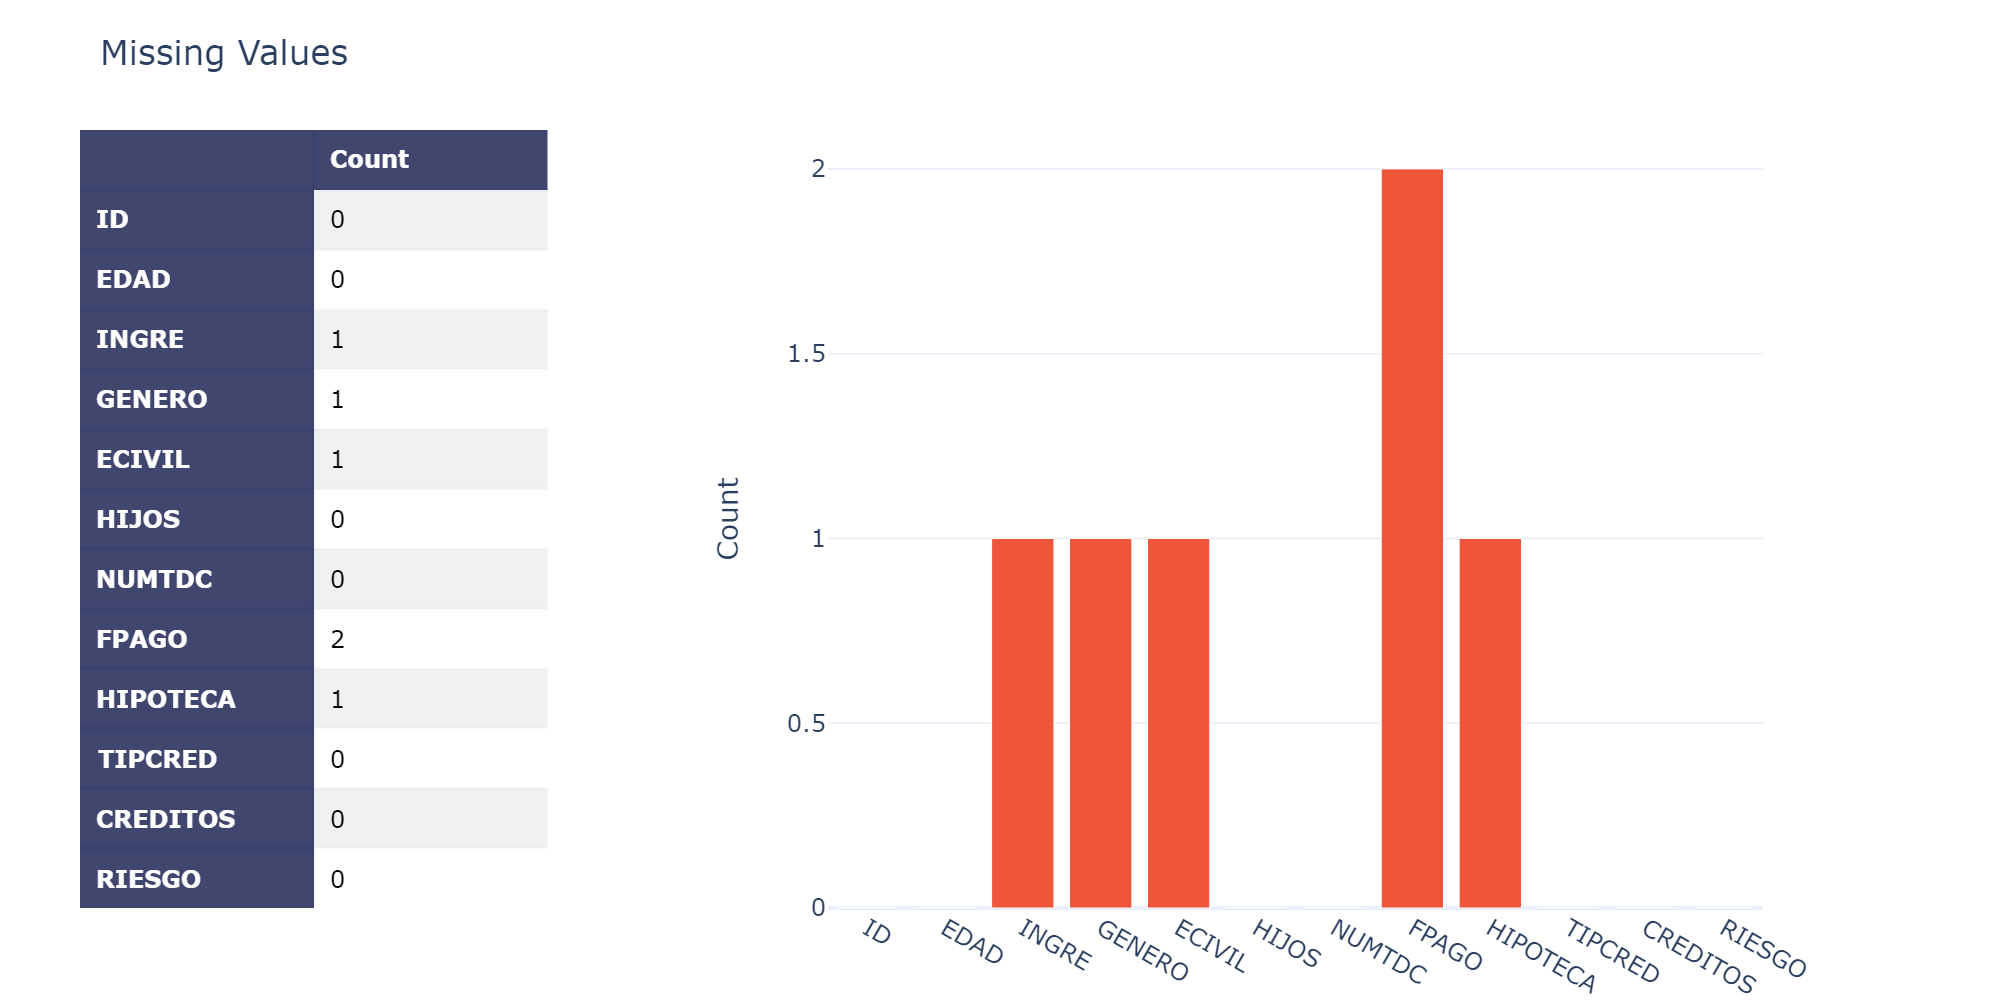 Missing Values
Count
ID 0
EDAD 0
INGRE 1
GENERO 1
ECIVIL 1
HIJOS 0
NUMTDC 0
FPAGO 2
HIPOTECA 1
TIPCRED 0
CREDITOS 0
RIESGO 0
Count
2
1.5
1
0.5
0
ID
EDAD
INGRE
GENERO
ECIVIL
HIJOS
NUMTDC
FPAGO
HIPOTECA
TIPCRED
CREDITOS
RIESGO